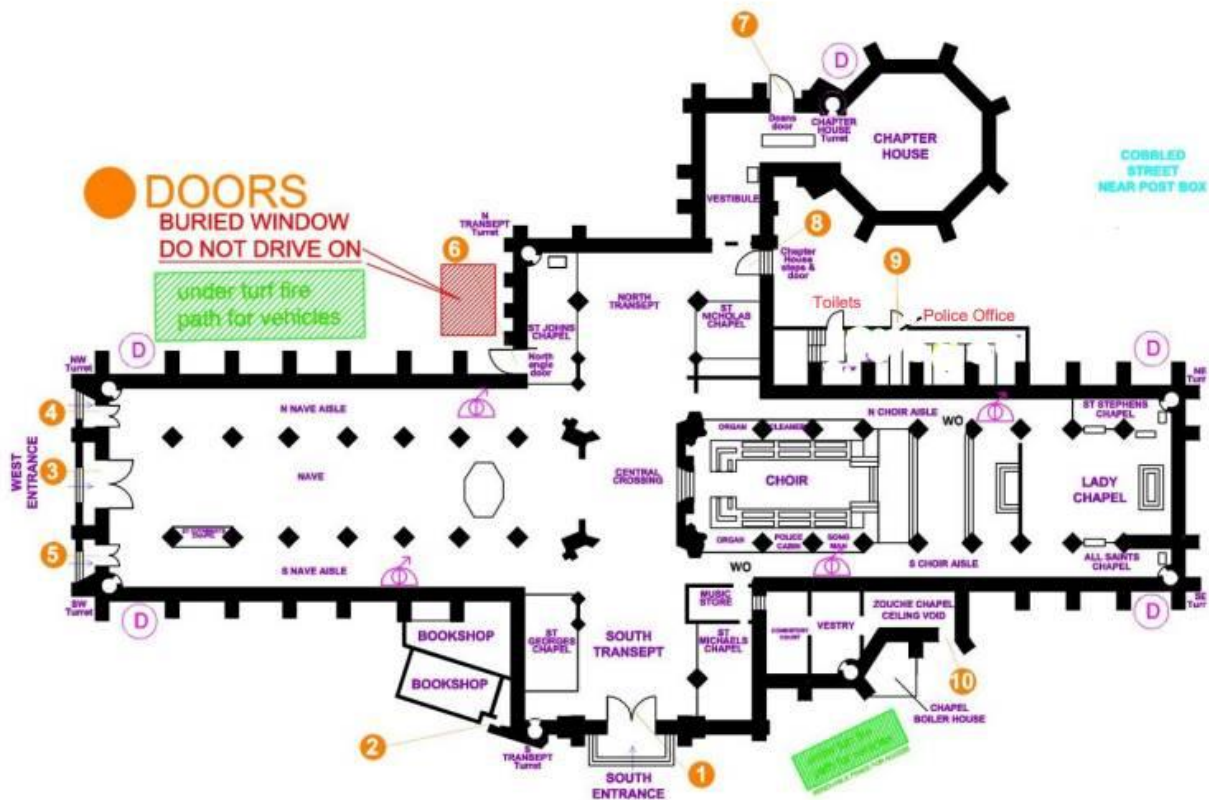 7
D
Deans
door
CHAPTER
HOUSE
Turret
CHAPTER
HOUSE
COBBLED
STREET
NEAR POST BOX
DOORS
BURIED WINDOW
DO NOT DRIVE ON
VESTIBULE
N
TRANSEPT
Turret
6
8
Chapter
House
steps &
door
9
under turf fire
path for vehicles
NORTH
TRANSEPT
ST
NICHOLAS
CHAPEL
Toilets
Police Office
ST JOHNS
CHAPEL
North
angle
door
D
D
NW
Turret
4
N NAVE AISLE
N CHOIR AISLE
WO
ST STEPHENS
CHAPEL
ORGAN
WEST
ENTRANCE
3
NAVE
CENTRAL
CROSSING
CHOIR
LADY
CHAPEL
5
ORGAN
POLICE
CABIN
SONG
MAN
S NAVE AISLE
WO
S CHOIR AISLE
ALL SAINTS
CHAPEL
SW
Turret
D
D
MUSIC
STORE
ZOUCHE CHAPEL
CEILING VOID
BOOKSHOP
ST
GEORGES
CHAPEL
SOUTH
TRANSEPT
ST
MICHAELS
CHAPEL
VESTRY
BOOKSHOP
10
CHAPEL
BOILER HOUSE
2
S
TRANSEPT
Turret
1
SOUTH
ENTRANCE
under turf fire
path for vehicles